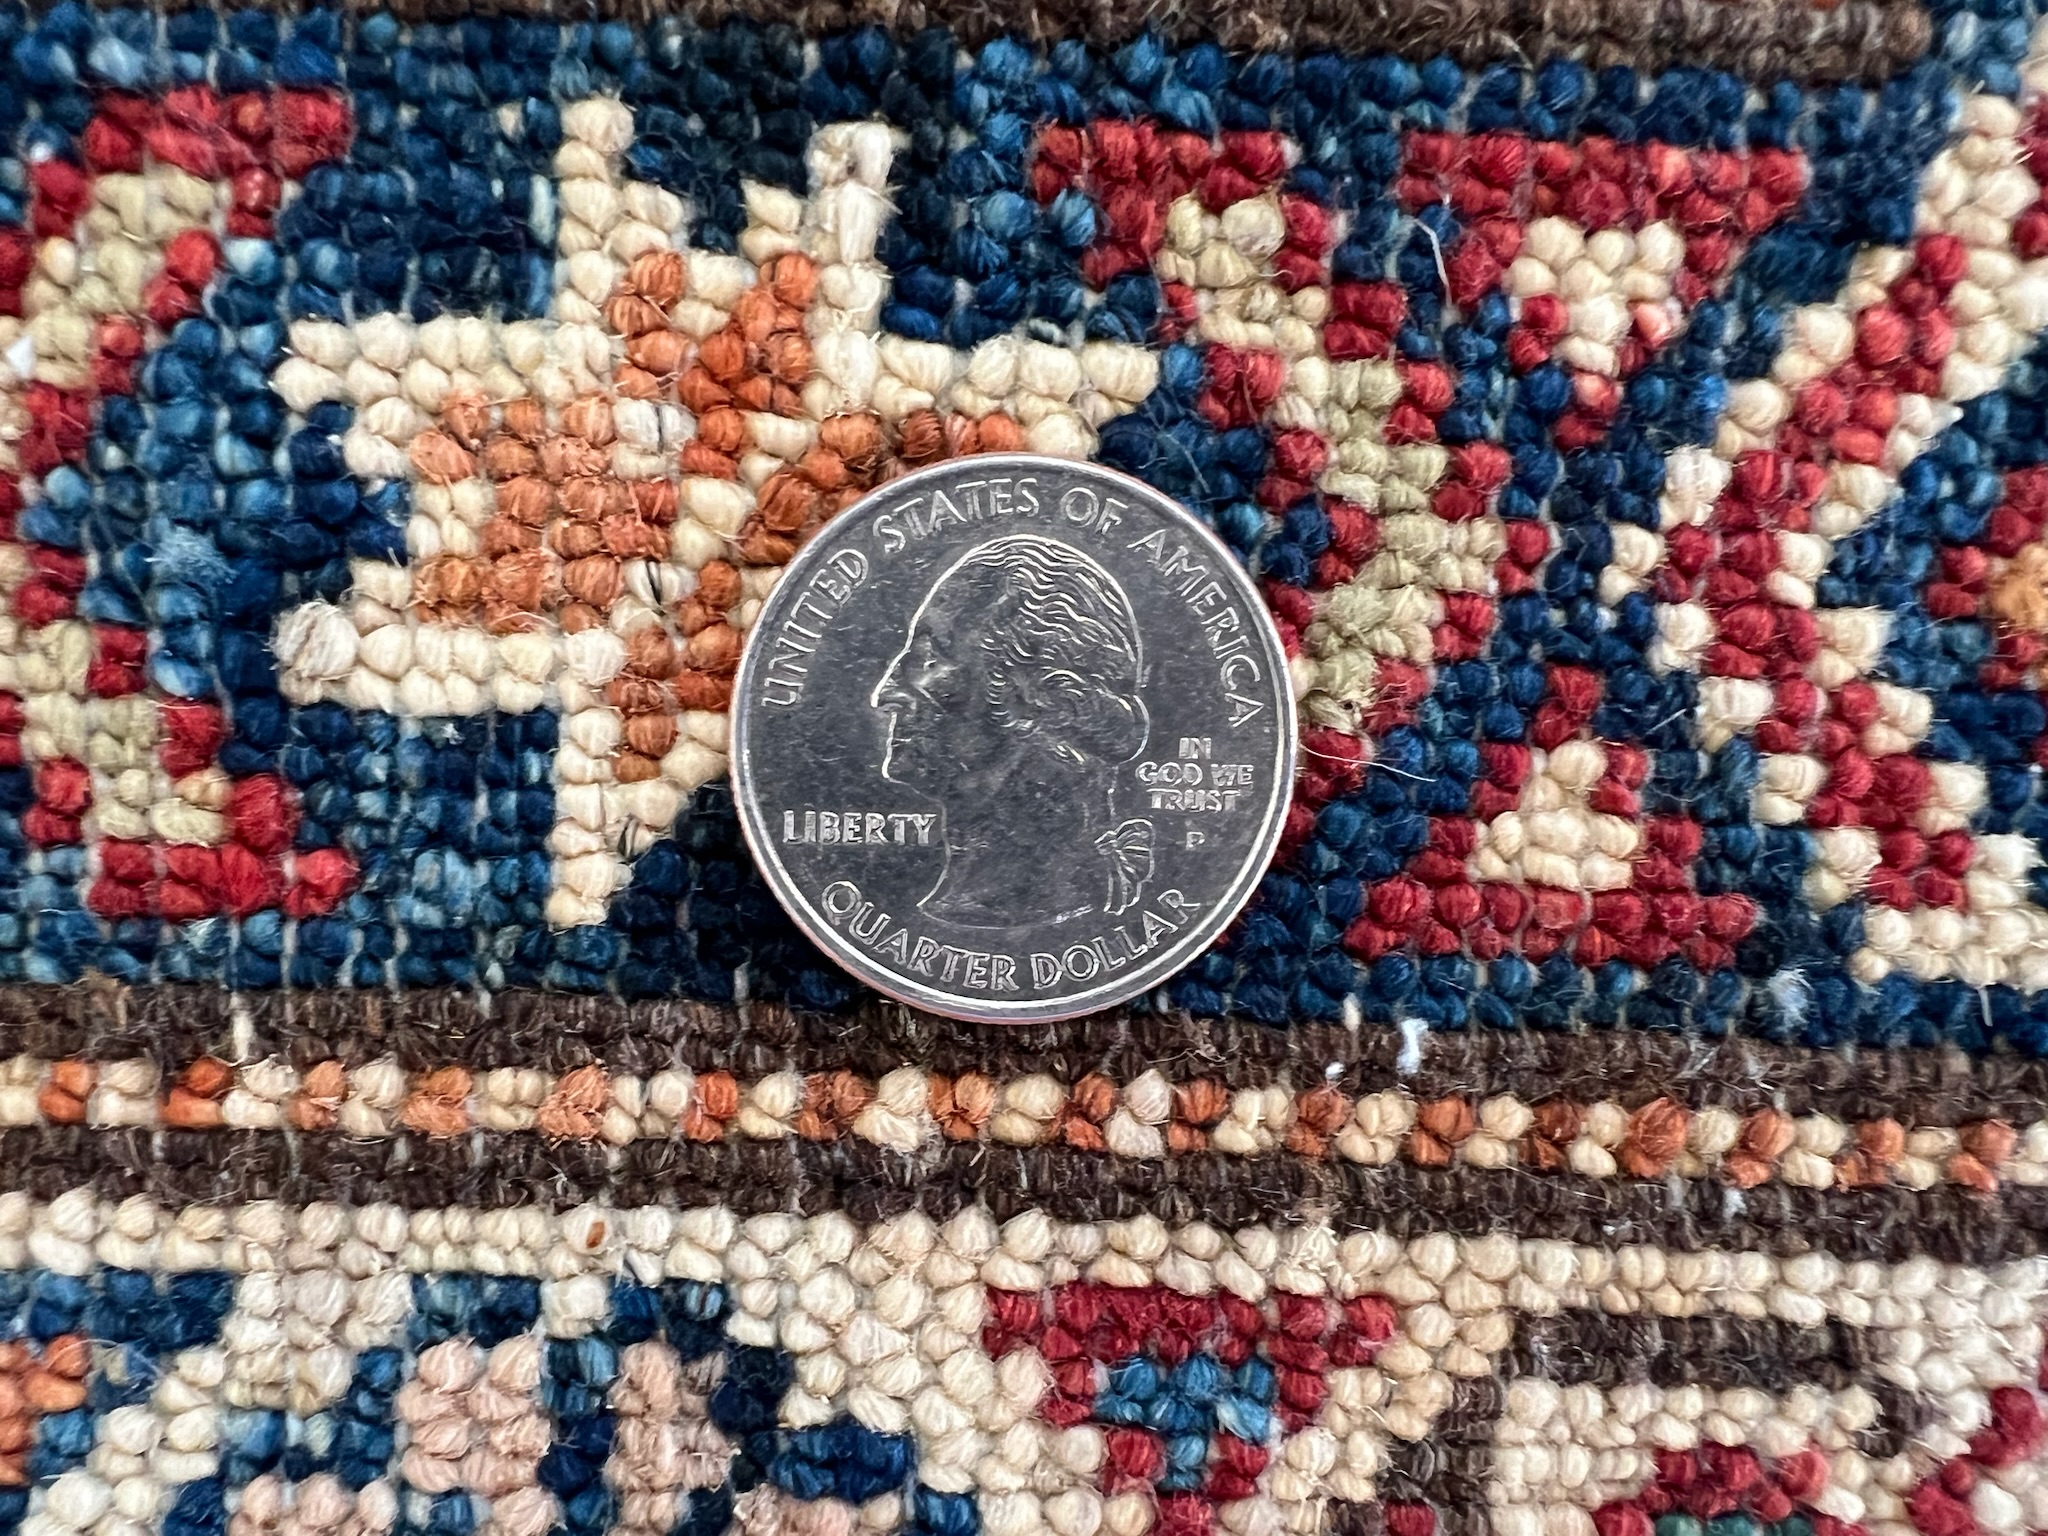 UNITED STATES OF AMERICA
LIBERTY
IN
GOD WE
TRUST
P
QUARTER DOLLAR